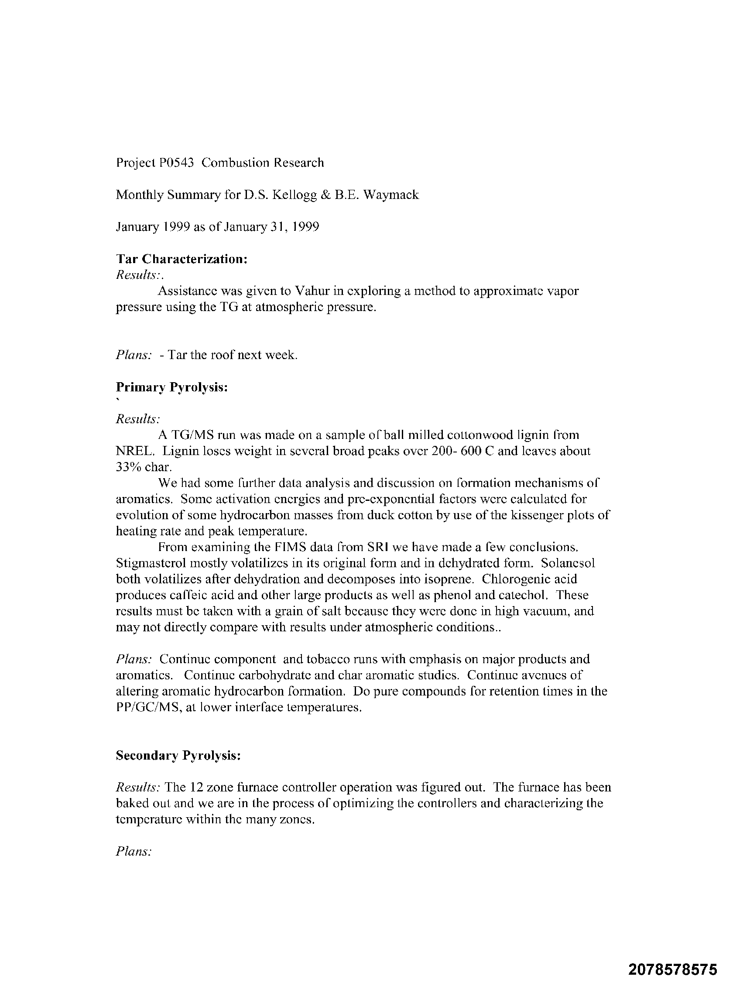 Project P0543  Combustion Research
Monthly Summary for D.S. Kellogg & B.E. Waymack
January 1999 as of January 31, 1999
Tar Characterization:
Results:.
Assistance was given to Vahur in exploring a method to approximate vapor
pressure using the TG at atmospheric pressure.
Plans:  - Tar the roof next week.
Primary Pyrolysis:
`
Results:
A TG/MS run was made on a sample of ball milled cottonwood lignin from
NREL.  Lignin loses weight in several broad peaks over 200- 600 C and leaves about
33% char.
We had some further data analysis and discussion on formation mechanisms of
aromatics.  Some activation energies and pre-exponential factors were calculated for
evolution of some hydrocarbon masses from duck cotton by use of the kissenger plots of
heating rate and peak temperature.
From examining the FIMS data from SRI we have made a few conclusions.
Stigmasterol mostly volatilizes in its original form and in dehydrated form.  Solanesol
both volatilizes after dehydration and decomposes into isoprene.  Chlorogenic acid
produces caffeic acid and other large products as well as phenol and catechol.  These
results must be taken with a grain of salt because they were done in high vacuum, and
may not directly compare with results under atmospheric conditions..
Plans:  Continue component  and tobacco runs with emphasis on major products and
aromatics.   Continue carbohydrate and char aromatic studies.  Continue avenues of
altering aromatic hydrocarbon formation.  Do pure compounds for retention times in the
PP/GC/MS, at lower interface temperatures.
Secondary Pyrolysis:
Results: The 12 zone furnace controller operation was figured out.  The furnace has been
baked out and we are in the process of optimizing the controllers and characterizing the
temperature within the many zones.
Plans:
2078578575